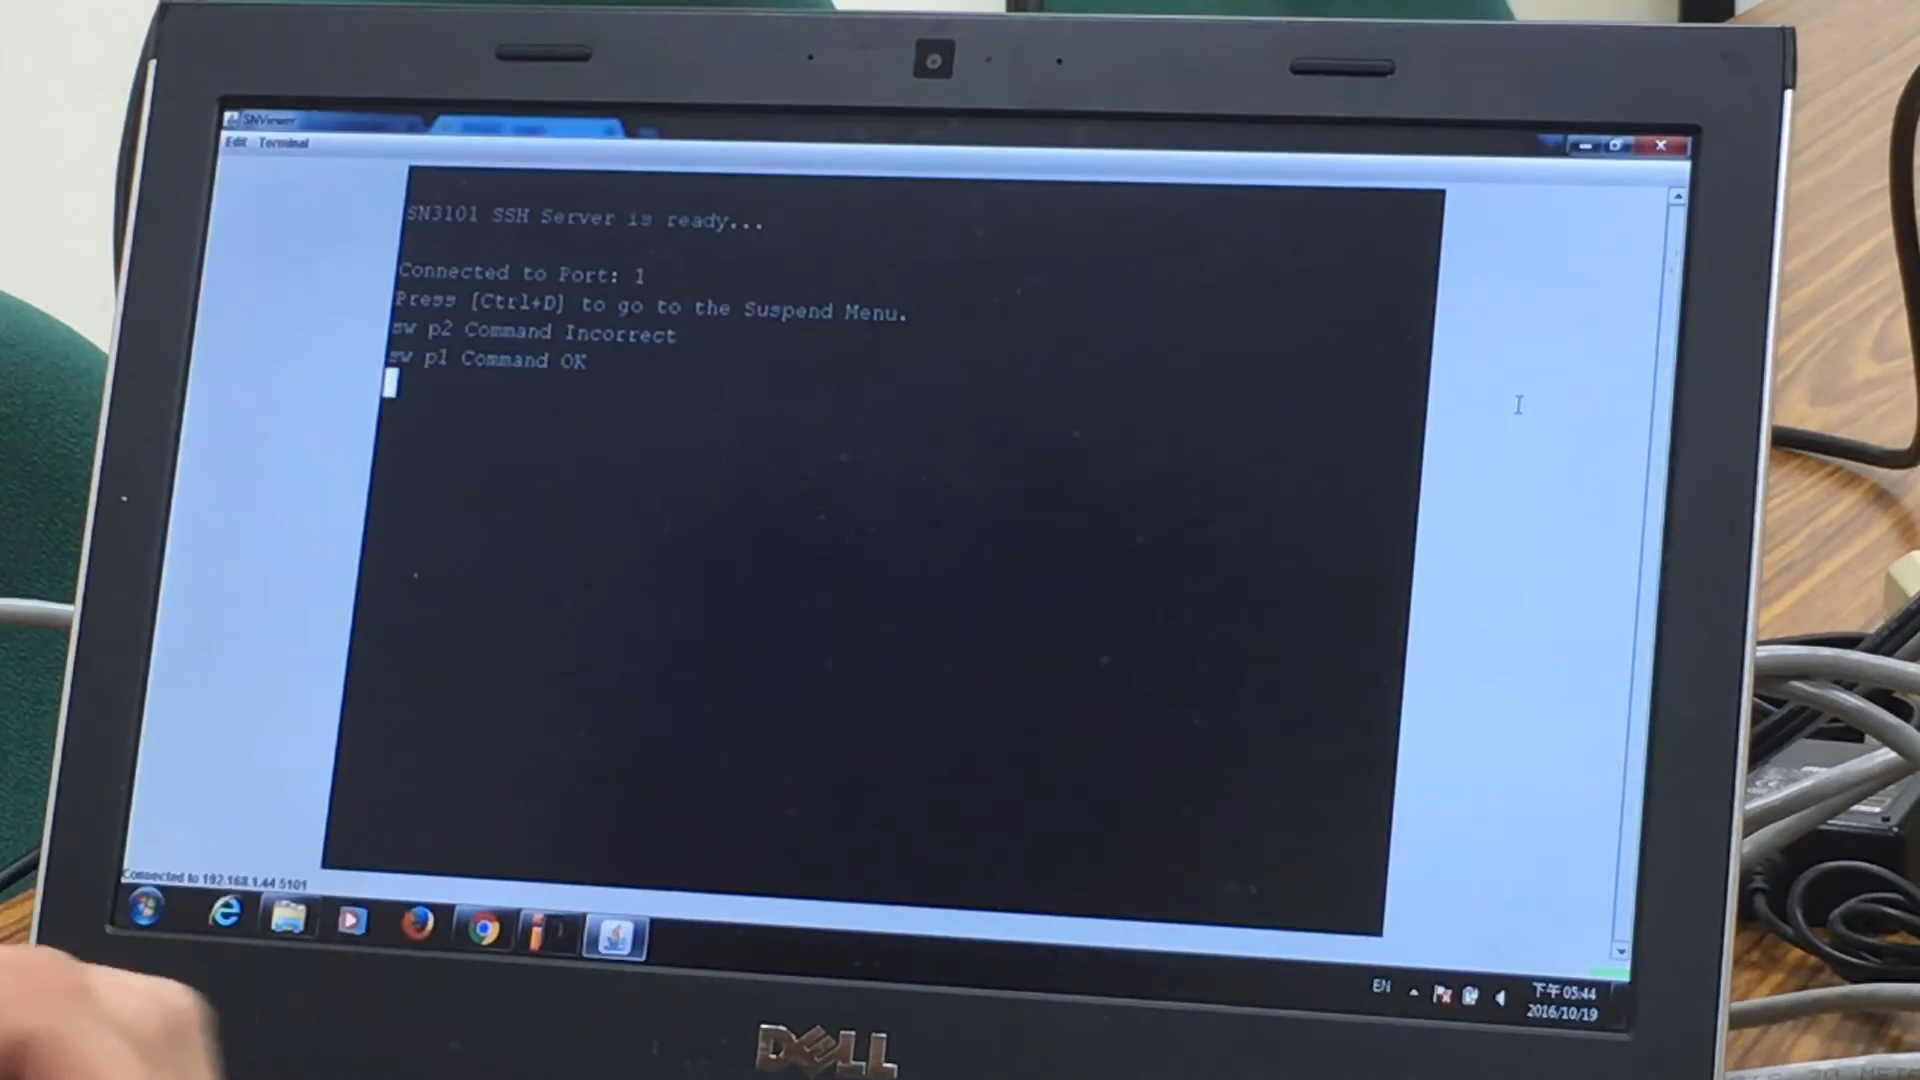 SNViewer
Edit Terminal
SN3101 SSH Server is ready...
Connected to Port: 1
Press [Ctrl+D] to go to the Suspend Menu.
sw p2 Command Incorrect
sw p1 Command OK
Connected to 192.168.1.44:5101
EN
下午 05:44
2016/10/19
DELL